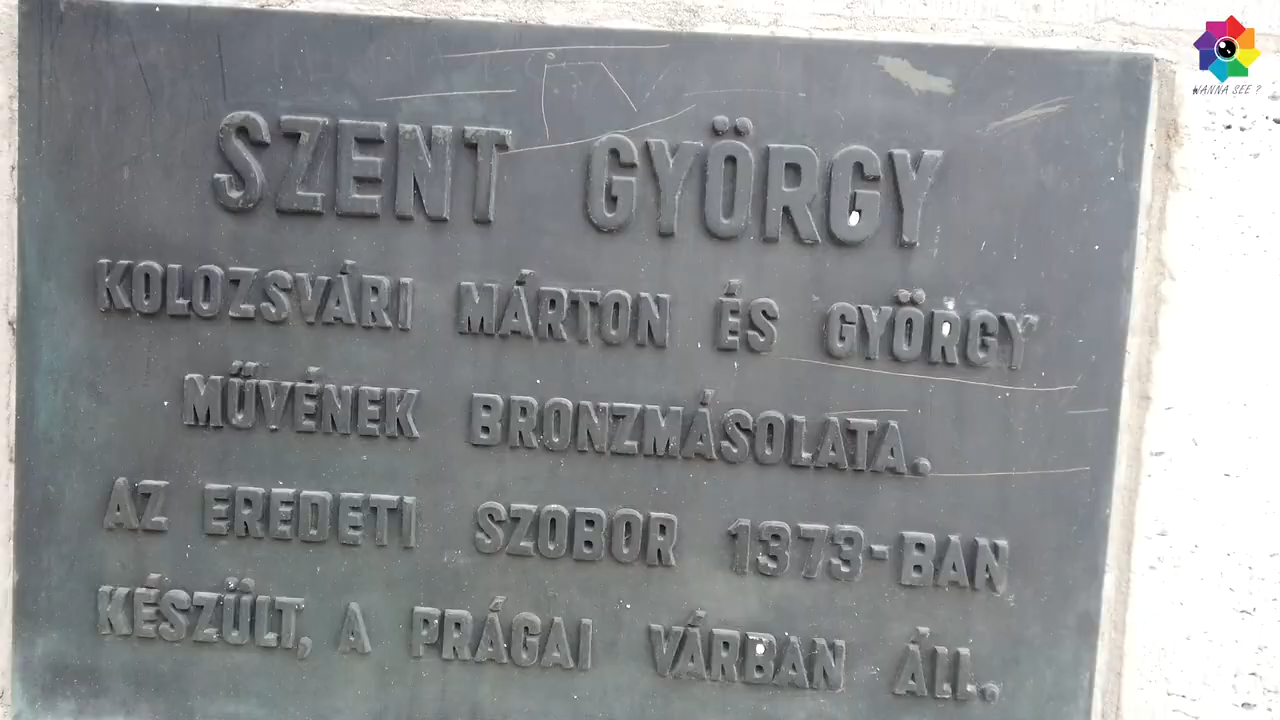 WANNA SEE ?
SZENT GYÖRGY
KOLOZSVÁRI MÁRTON ÉS GYÖRGY
MŰVÉNEK BRONZMÁSOLATA.
AZ EREDETI SZOBOR 1373-BAN
KÉSZÜLT, A PRÁGAI VÁRBAN ÁLL.